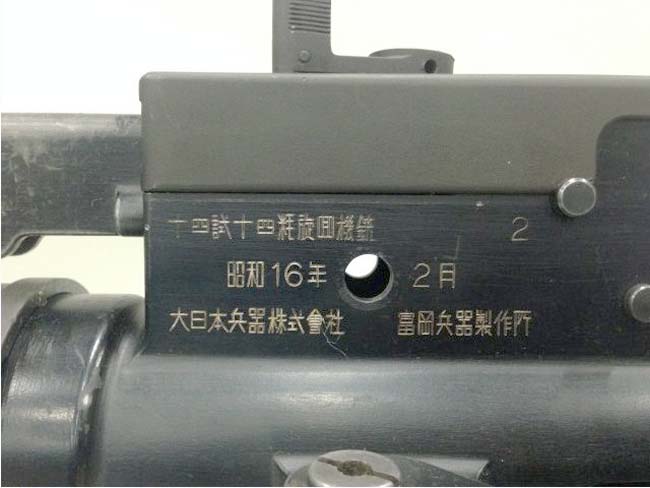 十四試十四粍旋回機銃 2
昭和16年 2月
大日本兵器株式會社 富岡兵器製作所